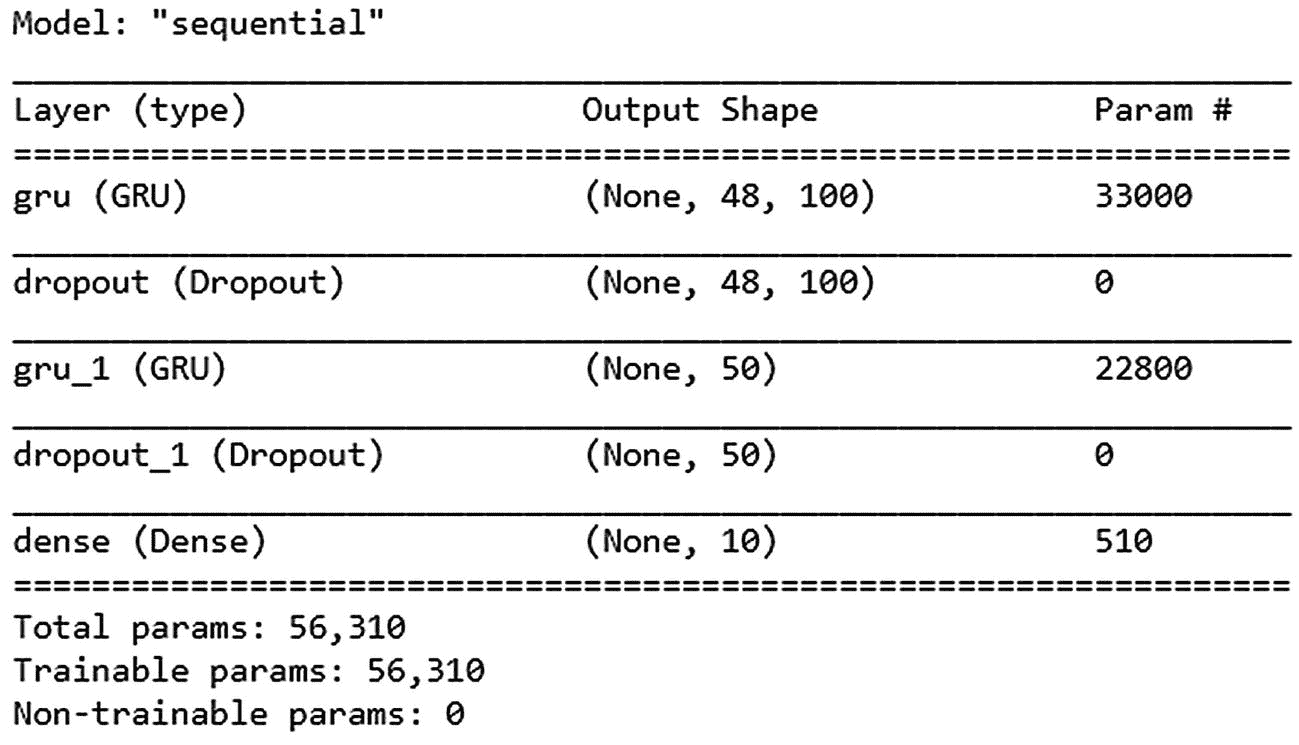 Model: "sequential"
Layer (type) Output Shape Param #
=================================================================
gru (GRU) (None, 48, 100) 33000
dropout (Dropout) (None, 48, 100) 0
gru_1 (GRU) (None, 50) 22800
dropout_1 (Dropout) (None, 50) 0
dense (Dense) (None, 10) 510
=================================================================
Total params: 56,310
Trainable params: 56,310
Non-trainable params: 0